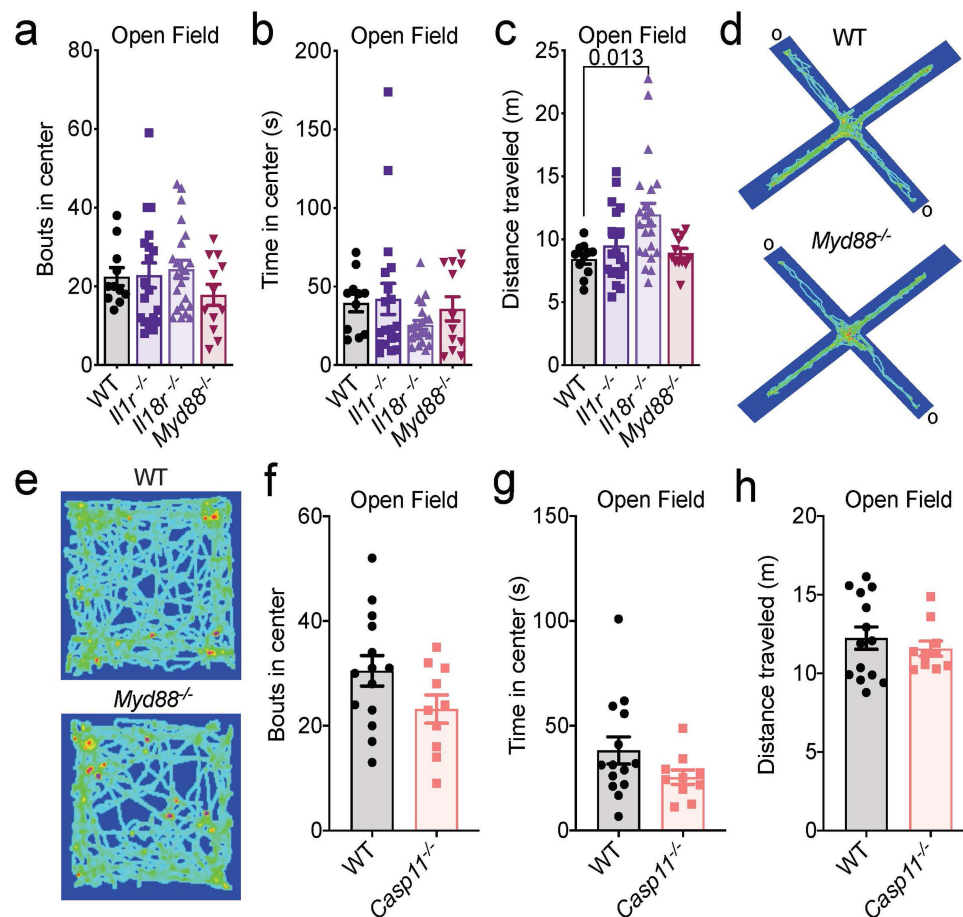 a
Open Field
Bouts in center
80
60
40
20
0
WT
Il1r-/-
Il18r-/-
Myd88-/-
b
Open Field
Time in center (s)
200
150
100
50
0
WT
Il1r-/-
Il18r-/-
Myd88-/-
c
Open Field
Distance traveled (m)
25
20
15
10
5
0
0.013
WT
Il1r-/-
Il18r-/-
Myd88-/-
d
WT
o
o
Myd88-/-
o
o
e
WT
Myd88-/-
f
Open Field
Bouts in center
60
40
20
0
WT
Casp11-/-
g
Open Field
Time in center (s)
150
100
50
0
WT
Casp11-/-
h
Open Field
Distance traveled (m)
20
15
10
5
0
WT
Casp11-/-